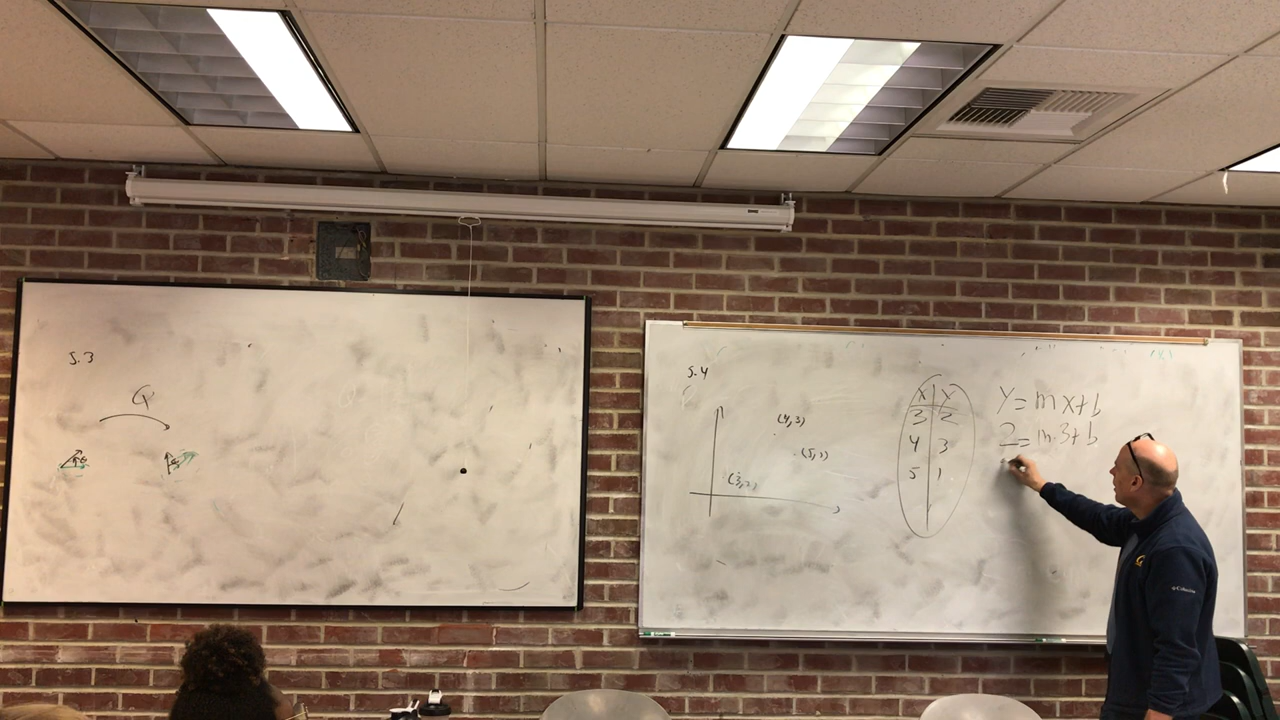 5.3
Q
5.4
(4,3)
(5,1)
(3,2)
X Y
3 2
4 3
5 1
Y = mx+b
2 = m·3+b
Columbia